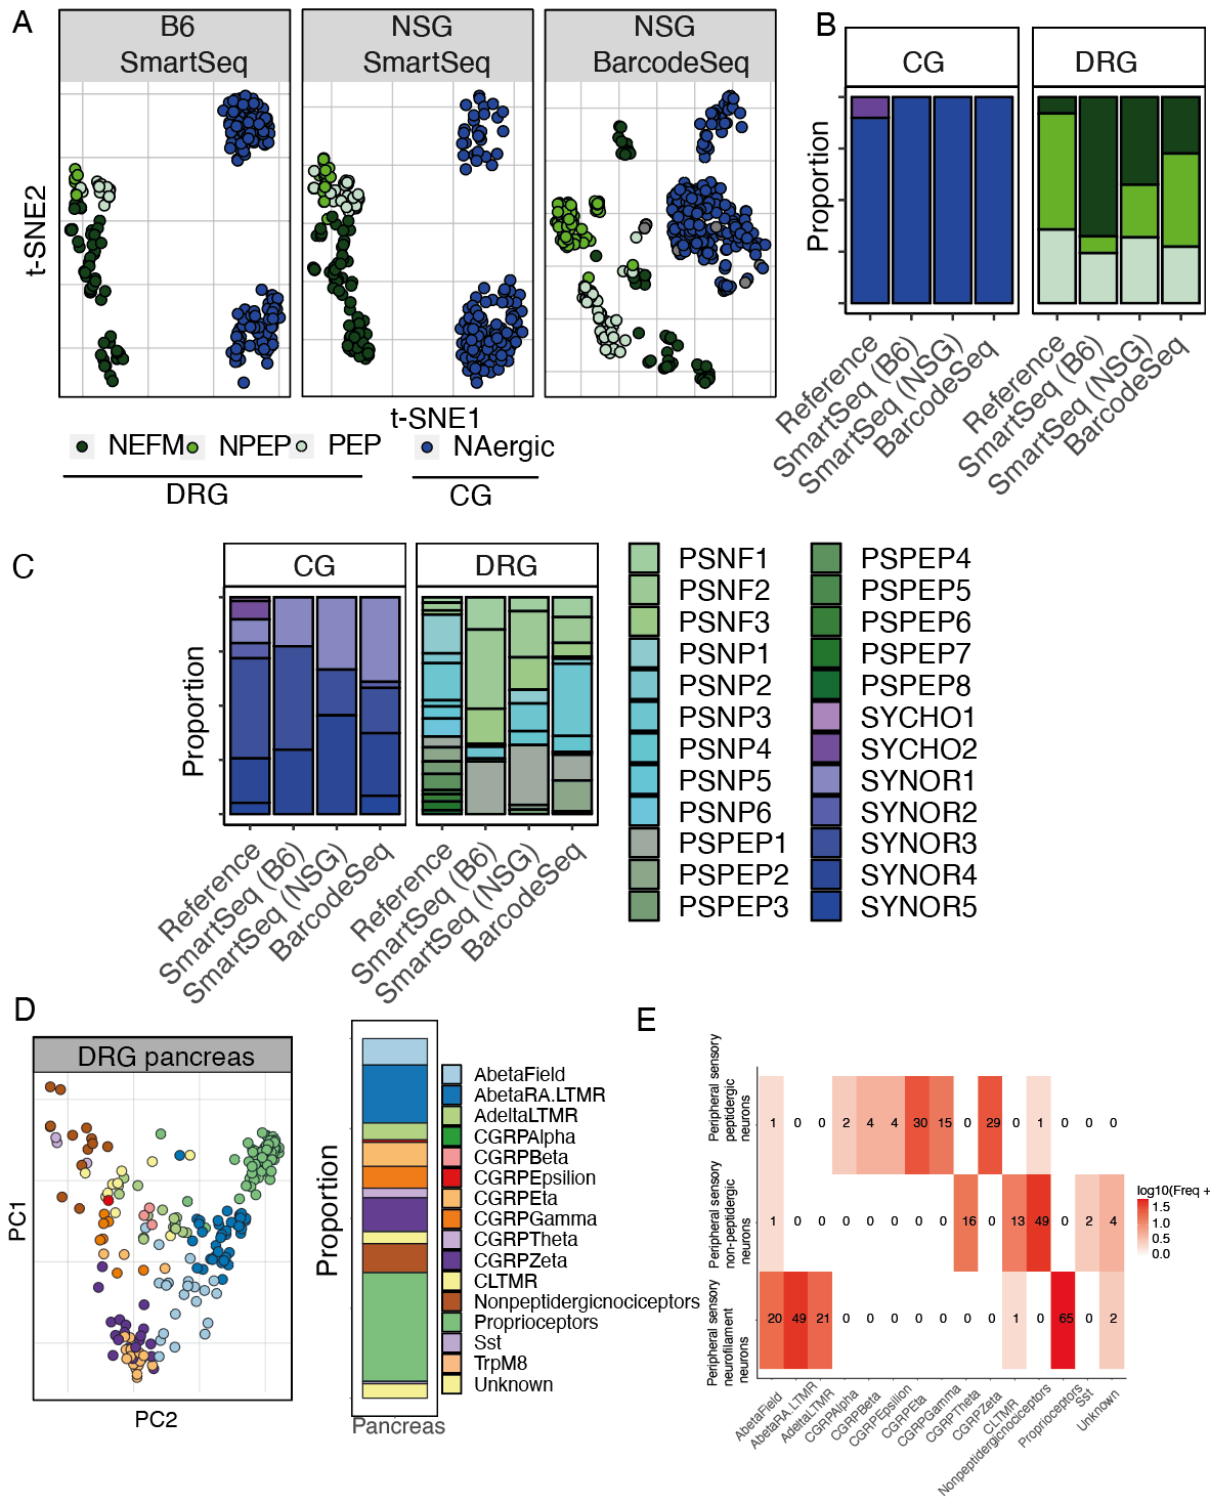 A
B6
SmartSeq
NSG
SmartSeq
NSG
BarcodeSeq
t-SNE2
t-SNE1
NEFM
NPEP
PEP
NAergic
DRG
CG
B
CG
DRG
Proportion
Reference
SmartSeq (B6)
SmartSeq (NSG)
BarcodeSeq
Reference
SmartSeq (B6)
SmartSeq (NSG)
BarcodeSeq
C
CG
DRG
Proportion
Reference
SmartSeq (B6)
SmartSeq (NSG)
BarcodeSeq
Reference
SmartSeq (B6)
SmartSeq (NSG)
BarcodeSeq
PSNF1
PSNF2
PSNF3
PSNP1
PSNP2
PSNP3
PSNP4
PSNP5
PSNP6
PSPEP1
PSPEP2
PSPEP3
PSPEP4
PSPEP5
PSPEP6
PSPEP7
PSPEP8
SYCHO1
SYCHO2
SYNOR1
SYNOR2
SYNOR3
SYNOR4
SYNOR5
D
DRG pancreas
PC1
PC2
Proportion
Pancreas
AbetaField
AbetaRA.LTMR
AdeltaLTMR
CGRPAlpha
CGRPBeta
CGRPEpsilon
CGRPEta
CGRPGamma
CGRPTheta
CGRPZeta
CLTMR
Nonpeptidergicnociceptors
Proprioceptors
Sst
TrpM8
Unknown
E
Peripheral sensory
peptidergic
neurons
1 0 0 2 4 4 30 15 0 29 0 1 0 0 0
Peripheral sensory
non-peptidergic
neurons
1 0 0 0 0 0 0 0 16 0 13 49 0 2 4
Peripheral sensory
neurofilament
neurons
20 49 21 0 0 0 0 0 0 0 1 0 65 0 2
AbetaField
AbetaRA.LTMR
AdeltaLTMR
CGRPAlpha
CGRPBeta
CGRPEpsilon
CGRPEta
CGRPGamma
CGRPTheta
CGRPZeta
CLTMR
Nonpeptidergicnociceptors
Proprioceptors
Sst
Unknown
log10(Freq +
1.5
1.0
0.5
0.0